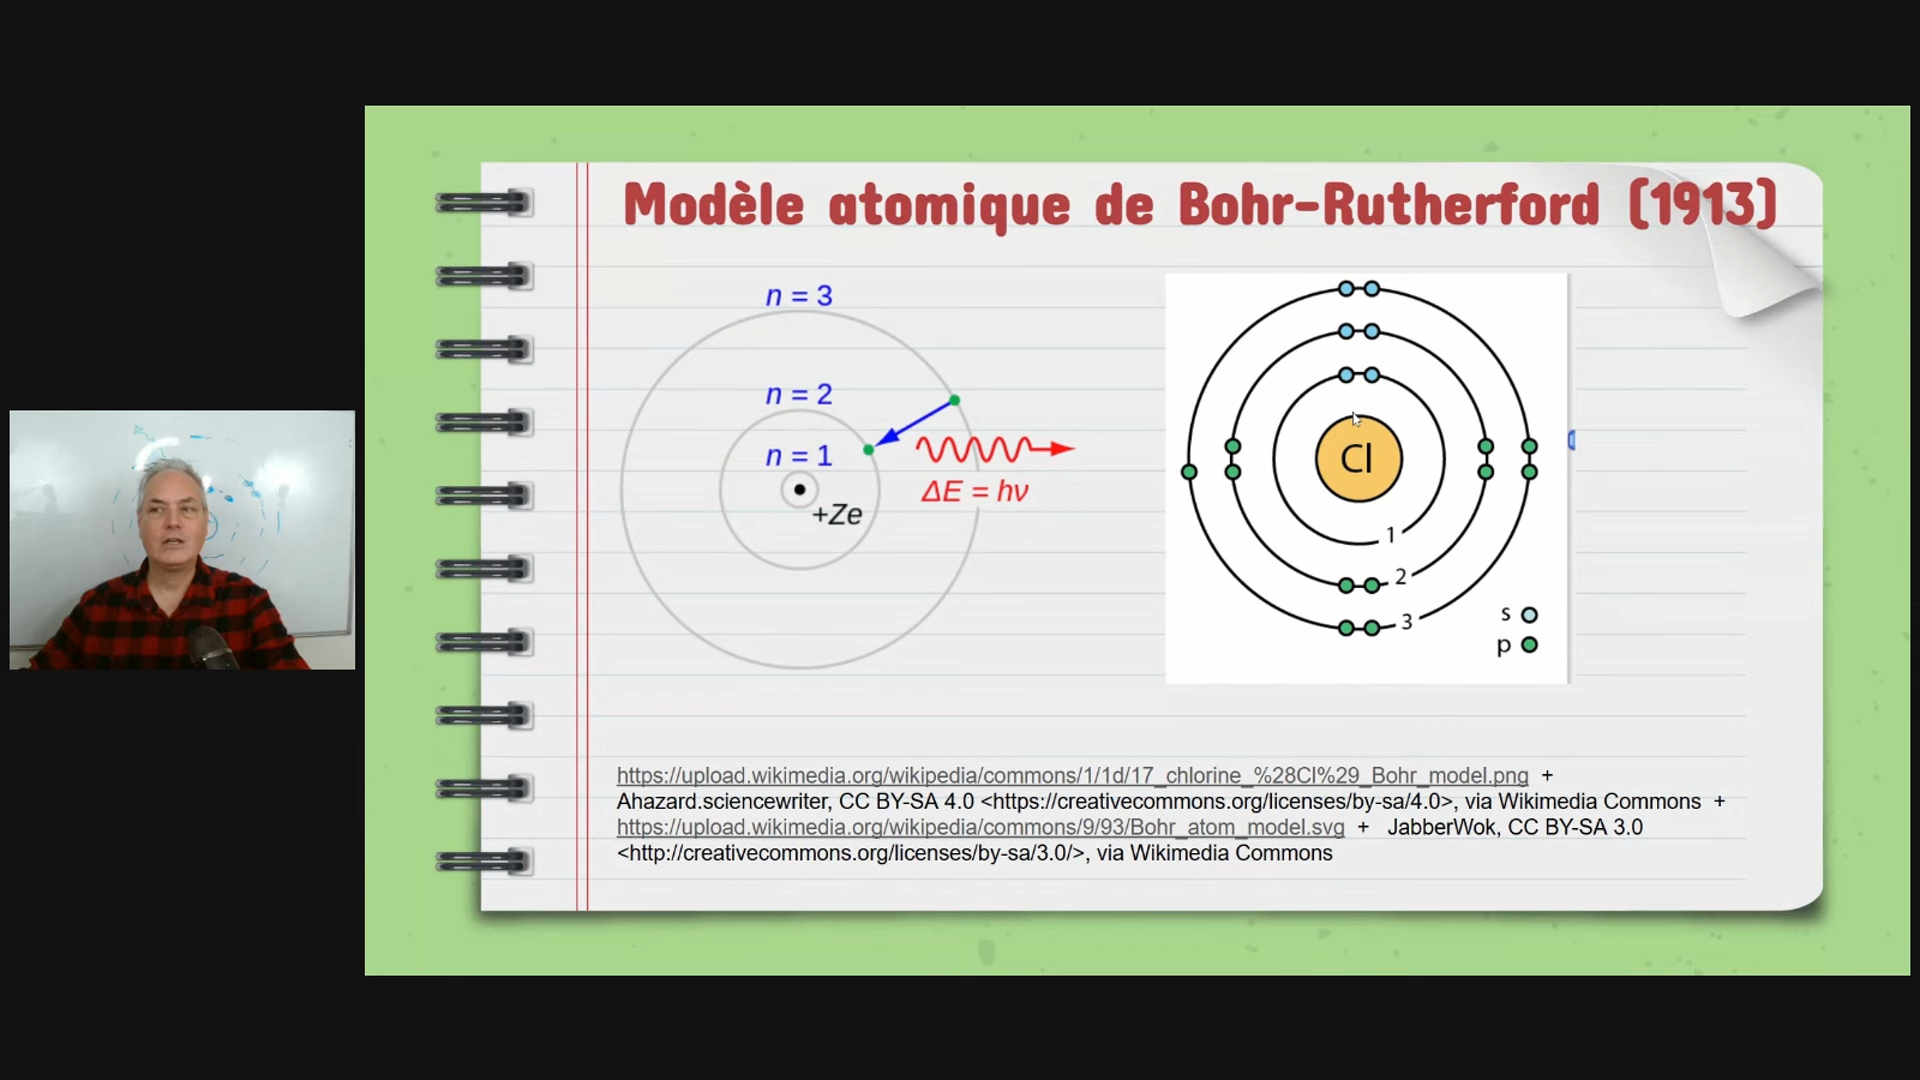 Modèle atomique de Bohr-Rutherford (1913)
n = 3
n = 2
n = 1
+Ze
ΔE = hν
Cl
1
2
3
s
p
https://upload.wikimedia.org/wikipedia/commons/1/1d/17_chlorine_%28Cl%29_Bohr_model.png +
Ahazard.sciencewriter, CC BY-SA 4.0 <https://creativecommons.org/licenses/by-sa/4.0>, via Wikimedia Commons +
https://upload.wikimedia.org/wikipedia/commons/9/93/Bohr_atom_model.svg + JabberWok, CC BY-SA 3.0
<http://creativecommons.org/licenses/by-sa/3.0/>, via Wikimedia Commons